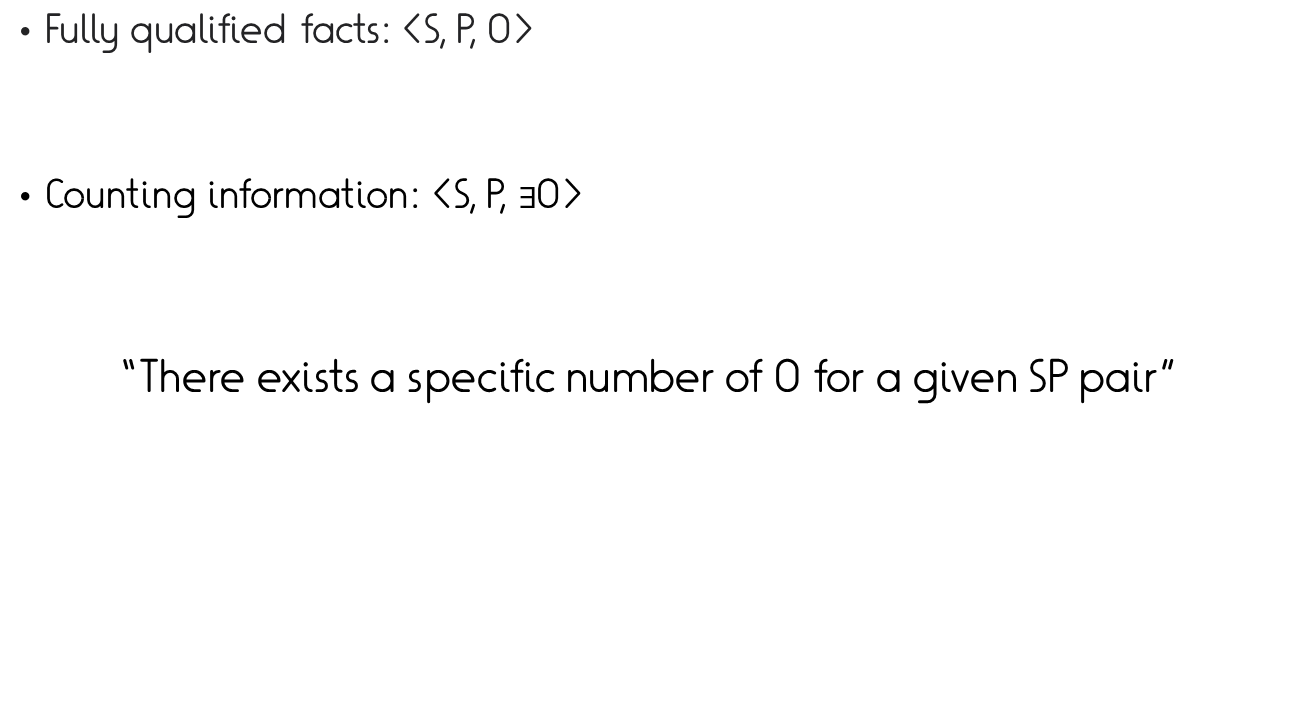 • Fully qualified facts: <S, P, O>
• Counting information: <S, P, ∃O>
“There exists a specific number of O for a given SP pair”